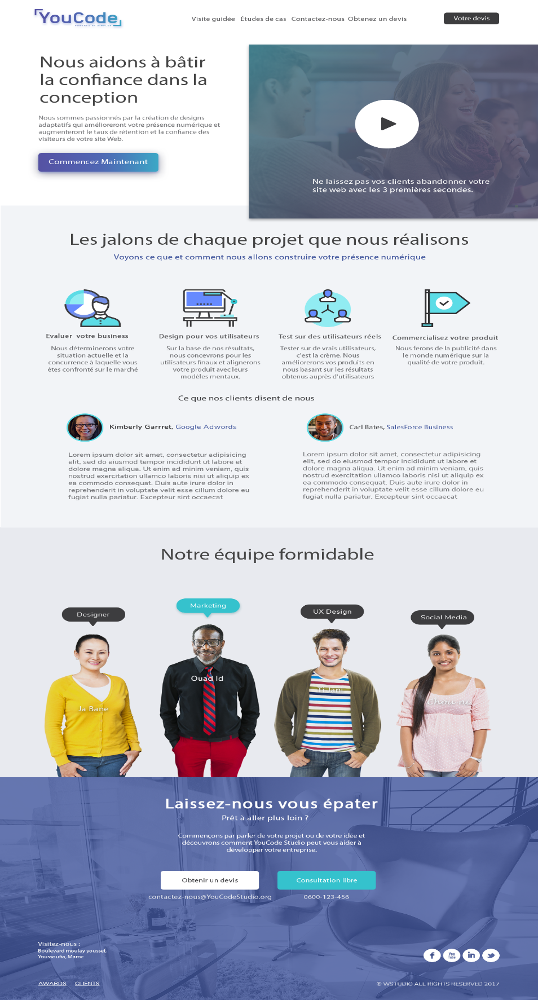 YouCode
POWERED BY SIMPLON
Visite guidée Études de cas Contactez-nous Obtenez un devis
Votre devis
Nous aidons à bâtir
la confiance dans la
conception
Nous sommes passionnés par la création de designs
adaptatifs qui amélioreront votre présence numérique et
augmenteront le taux de rétention et la confiance des
visiteurs de votre site Web.
Commencez Maintenant
Ne laissez pas vos clients abandonner votre
site web avec les 3 premières secondes.
Les jalons de chaque projet que nous réalisons
Voyons ce que et comment nous allons construire votre présence numérique
Evaluer votre business
Nous déterminerons votre
situation actuelle et la
concurrence à laquelle vous
êtes confronté sur le marché
Design pour vos utilisateurs
Sur la base de nos résultats,
nous concevrons pour les
utilisateurs finaux et alignerons
votre produit avec leurs
modèles mentaux.
Test sur des utilisateurs réels
Tester sur de vrais utilisateurs,
c'est la crème. Nous
améliorerons vos produits en
nous basant sur les résultats
obtenus auprès d'utilisateurs
Commercialisez votre produit
Nous ferons de la publicité dans
le monde numérique sur la
qualité de votre produit.
Ce que nos clients disent de nous
Kimberly Garrret, Google Adwords
Lorem ipsum dolor sit amet, consectetur adipisicing
elit, sed do eiusmod tempor incididunt ut labore et
dolore magna aliqua. Ut enim ad minim veniam, quis
nostrud exercitation ullamco laboris nisi ut aliquip ex
ea commodo consequat. Duis aute irure dolor in
reprehenderit in voluptate velit esse cillum dolore eu
fugiat nulla pariatur. Excepteur sint occaecat
Carl Bates, SalesForce Business
Lorem ipsum dolor sit amet, consectetur adipisicing
elit, sed do eiusmod tempor incididunt ut labore et
dolore magna aliqua. Ut enim ad minim veniam, quis
nostrud exercitation ullamco laboris nisi ut aliquip ex
ea commodo consequat. Duis aute irure dolor in
reprehenderit in voluptate velit esse cillum dolore eu
fugiat nulla pariatur. Excepteur sint occaecat
Notre équipe formidable
Designer
Marketing
UX Design
Social Media
Ja Bane
Ouad Id
Ti Jani
Chou ni
Laissez-nous vous épater
Prêt à aller plus loin ?
Commençons par parler de votre projet ou de votre idée et
découvrons comment YouCode Studio peut vous aider à
développer votre entreprise.
Obtenir un devis
Consultation libre
contactez-nous@YouCodeStudio.org
0600-123-456
Visitez-nous :
Boulevard moulay youssef,
Youssoufia, Maroc
You
Tube
in
AWARDS CLIENTS
© WSTUDIO ALL RIGHTS RESERVED 2017